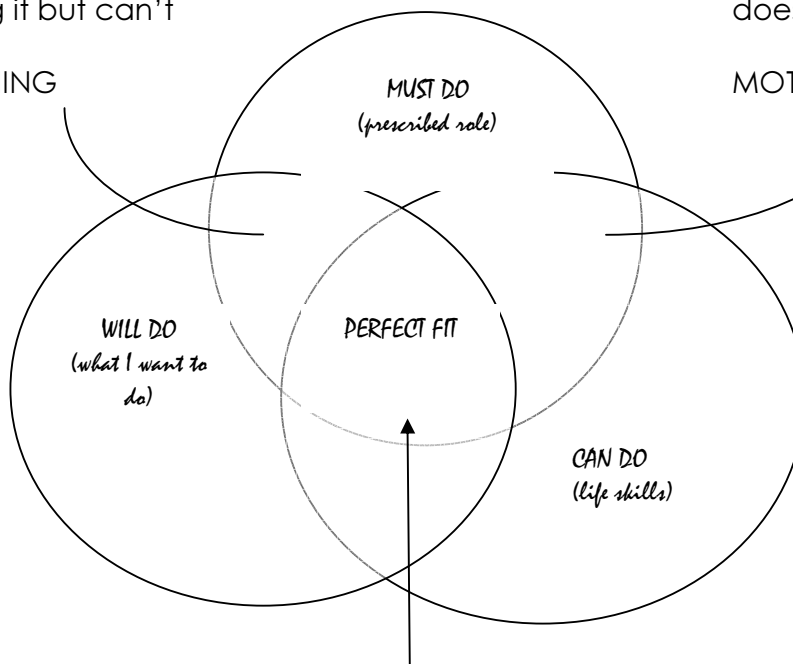 it but can't
doe
ING
MOT
MUST DO
(prescribed role)
WILL DO
(what I want to
do)
PERFECT FIT
CAN DO
(life skills)